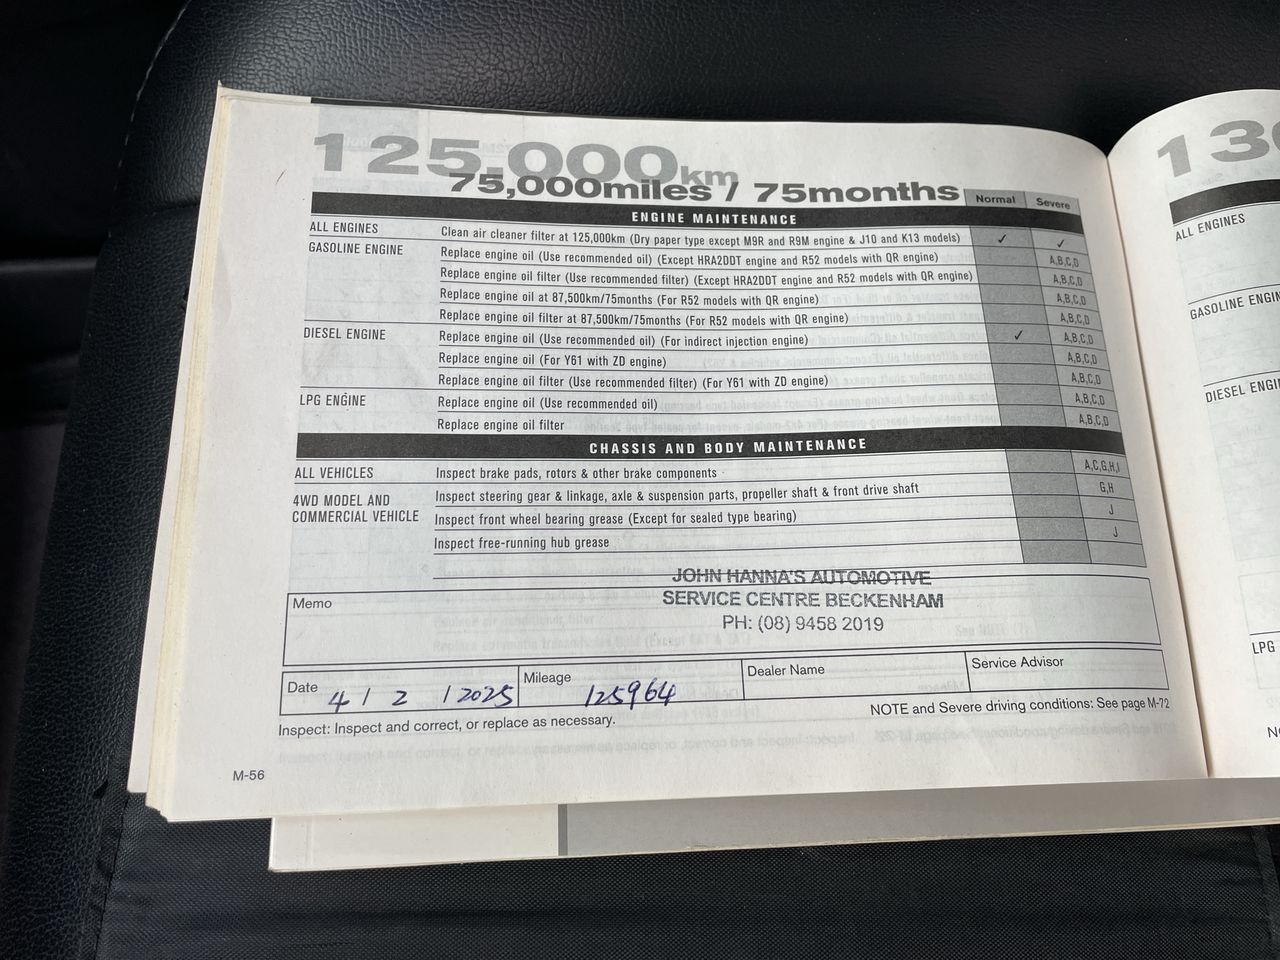 125,000km
75,000miles / 75months
Normal Severe
ENGINE MAINTENANCE
ALL ENGINES Clean air cleaner filter at 125,000km (Dry paper type except M9R and R9M engine & J10 and K13 models) ✓ ✓
GASOLINE ENGINE Replace engine oil (Use recommended oil) (Except HRA2DDT engine and R52 models with QR engine) A,B,C,D
Replace engine oil filter (Use recommended filter) (Except HRA2DDT engine and R52 models with QR engine) A,B,C,D
Replace engine oil at 87,500km/75months (For R52 models with QR engine) A,B,C,D
Replace engine oil filter at 87,500km/75months (For R52 models with QR engine) A,B,C,D
DIESEL ENGINE Replace engine oil (Use recommended oil) (For indirect injection engine) ✓ A,B,C,D
Replace engine oil (For Y61 with ZD engine) A,B,C,D
Replace engine oil filter (Use recommended filter) (For Y61 with ZD engine) A,B,C,D
LPG ENGINE Replace engine oil (Use recommended oil) A,B,C,D
Replace engine oil filter A,B,C,D
CHASSIS AND BODY MAINTENANCE
ALL VEHICLES Inspect brake pads, rotors & other brake components A,C,G,H,I
4WD MODEL AND Inspect steering gear & linkage, axle & suspension parts, propeller shaft & front drive shaft G,H
COMMERCIAL VEHICLE Inspect front wheel bearing grease (Except for sealed type bearing) J
Inspect free-running hub grease J
JOHN HANNA'S AUTOMOTIVE
Memo SERVICE CENTRE BECKENHAM
PH: (08) 9458 2019
Date 4 / 2 / 2025 Mileage 125964 Dealer Name Service Advisor
Inspect: Inspect and correct, or replace as necessary. NOTE and Severe driving conditions: See page M-72
M-56
ALL ENGINES
LPG